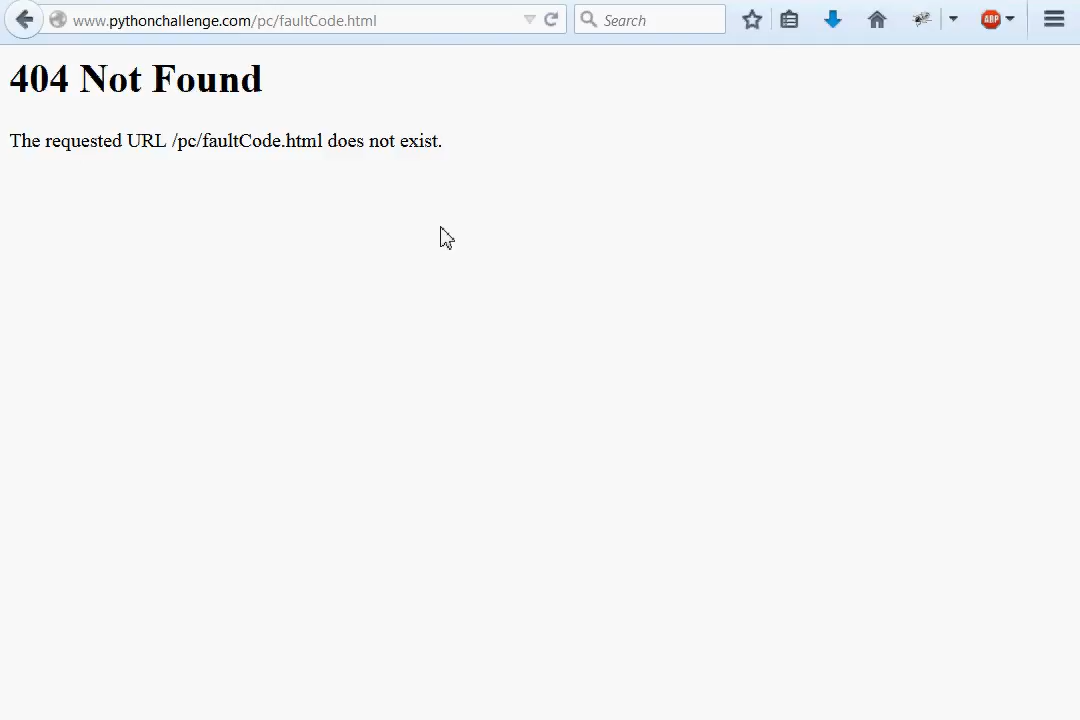 www.pythonchallenge.com/pc/faultCode.html
Search
ABP
404 Not Found
The requested URL /pc/faultCode.html does not exist.